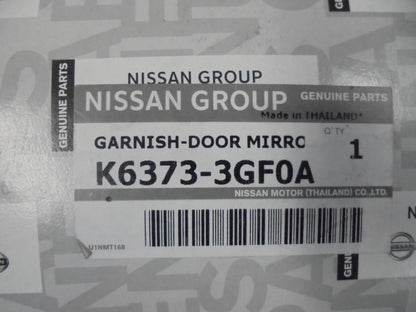 GENUINE PARTS
NISSAN GROUP
NISSAN GROUP
GENUINE PARTS
Made in THAILAND
Q'TY
GARNISH-DOOR MIRRO
1
K6373-3GF0A
NISSAN MOTOR (THAILAND) CO.,LTD.
U1NMT168
NISSAN